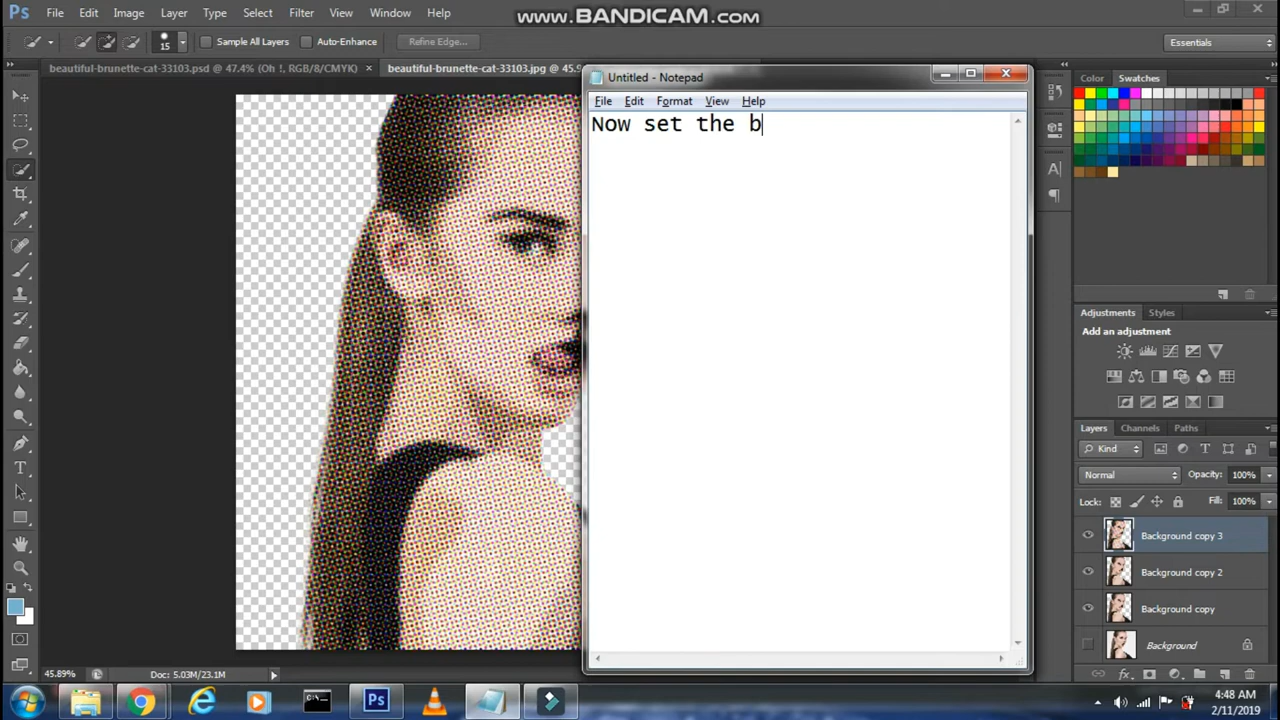 www.BANDICAM.com
Ps File Edit Image Layer Type Select Filter View Window Help
15 Sample All Layers Auto-Enhance Refine Edge... Essentials
beautiful-brunette-cat-33103.psd @ 47.4% (Oh !, RGB/8/CMYK) × beautiful-brunette-cat-33103.jpg @ 45.9
Untitled - Notepad
File Edit Format View Help
Now set the b
Color Swatches
Adjustments Styles
Add an adjustment
Layers Channels Paths
Kind
Normal Opacity: 100%
Lock: Fill: 100%
Background copy 3
Background copy 2
Background copy
Background
45.89% Doc: 5.03M/23.1M
4:48 AM
2/11/2019